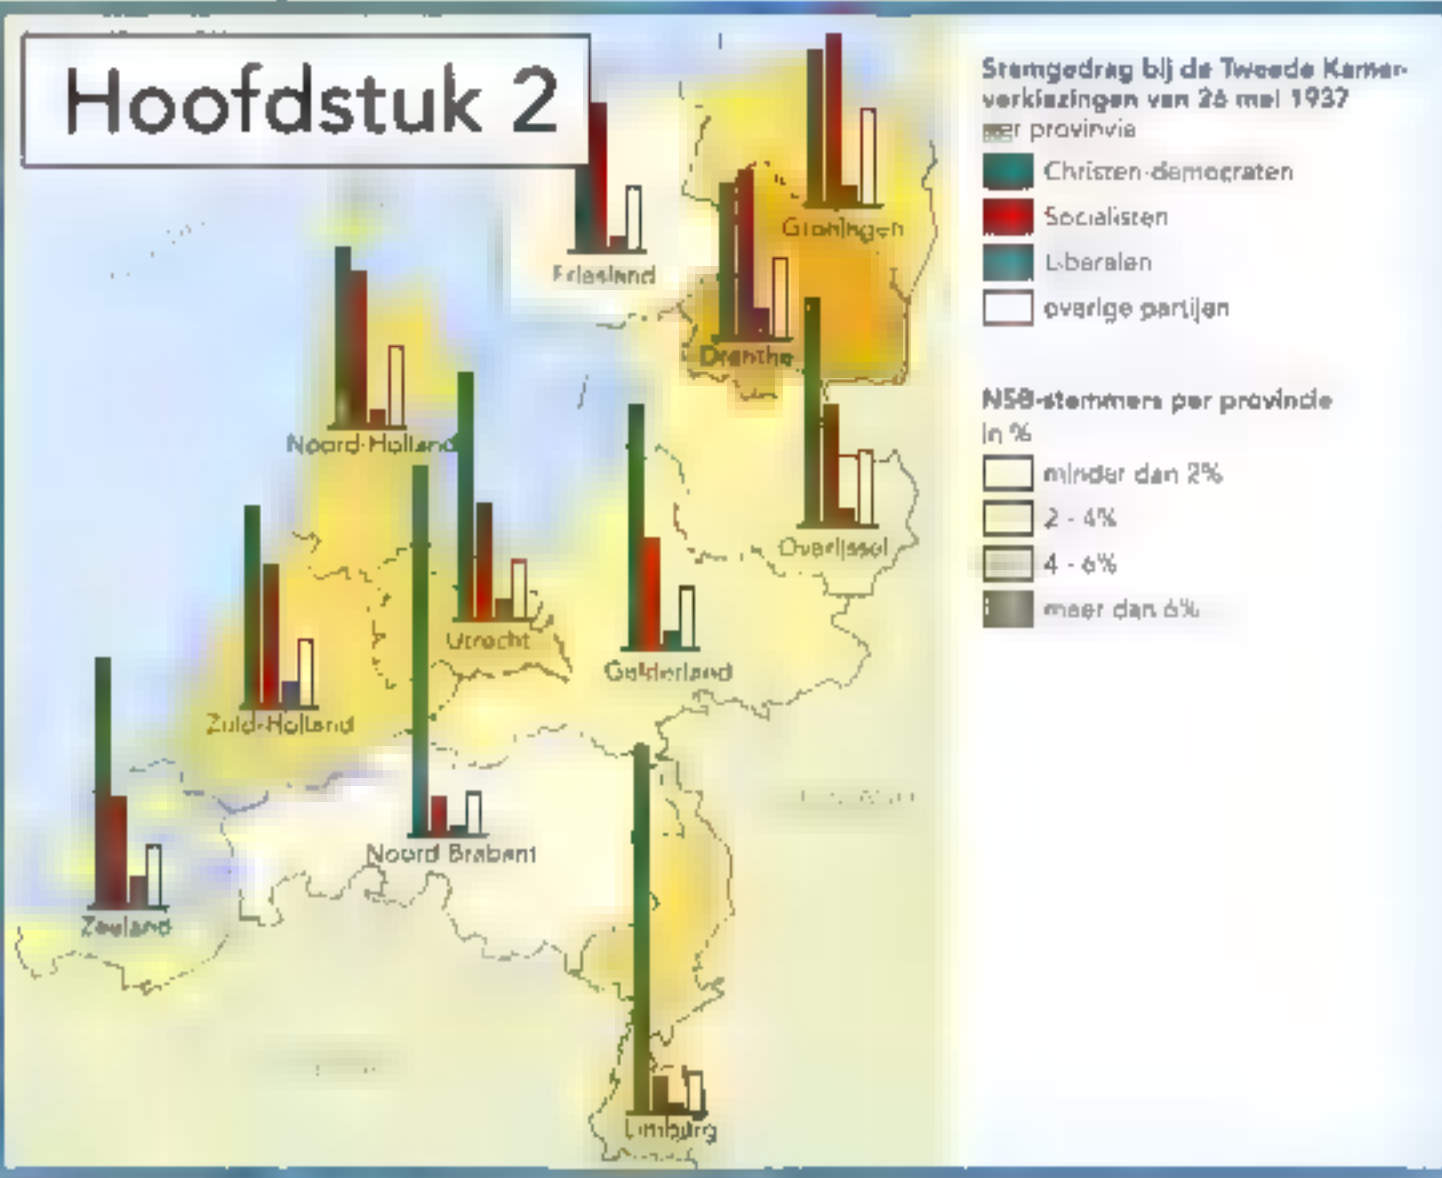 Hoofdstuk 2
Stemgedrag bij de Tweede Kamer-
verkiezingen van 26 mei 1937
per provinvie
Christen-democraten
Socialisten
Liberalen
overige partijen
NSB-stemmers per provincie
in %
minder dan 2%
2 - 4%
4 - 6%
meer dan 6%
Groningen
Friesland
Drenthe
Noord-Holland
Overijssel
Utrecht
Gelderland
Zuid-Holland
Noord Brabant
Zeeland
Limburg